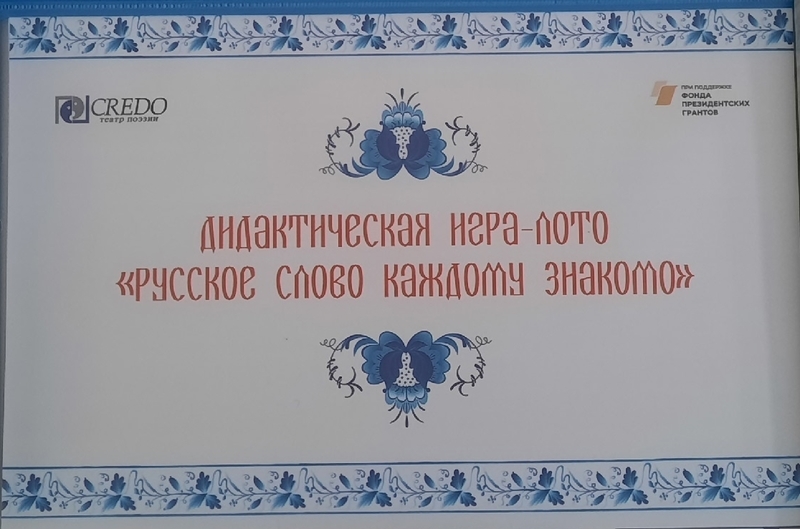 CREDO
театр поэзии
ПРИ ПОДДЕРЖКЕ
ФОНДА
ПРЕЗИДЕНТСКИХ
ГРАНТОВ
ДИДАКТИЧЕСКАЯ ИГРА-ЛОТО
«РУССКОЕ СЛОВО КАЖДОМУ ЗНАКОМО»